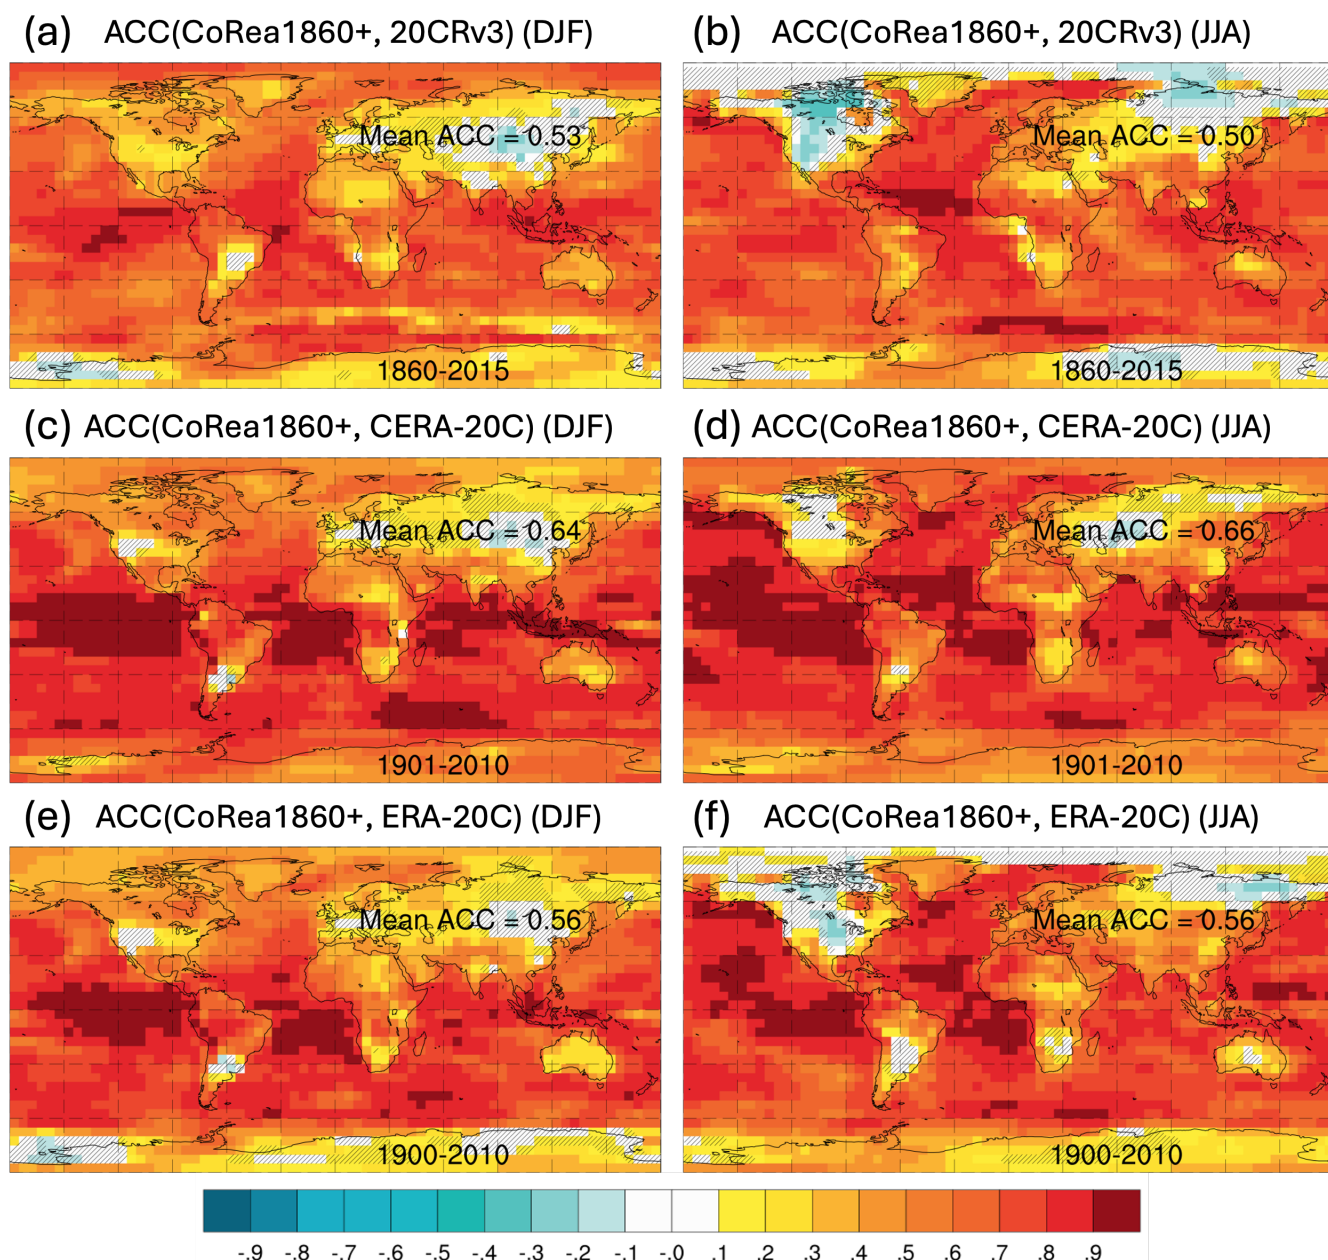 (a) ACC(CoRea1860+, 20CRv3) (DJF)
(b) ACC(CoRea1860+, 20CRv3) (JJA)
Mean ACC = 0.53
Mean ACC = 0.50
1860-2015
1860-2015
(c) ACC(CoRea1860+, CERA-20C) (DJF)
(d) ACC(CoRea1860+, CERA-20C) (JJA)
Mean ACC = 0.64
Mean ACC = 0.66
1901-2010
1901-2010
(e) ACC(CoRea1860+, ERA-20C) (DJF)
(f) ACC(CoRea1860+, ERA-20C) (JJA)
Mean ACC = 0.56
Mean ACC = 0.56
1900-2010
1900-2010
-.9 -.8 -.7 -.6 -.5 -.4 -.3 -.2 -.1 -.0 .1 .2 .3 .4 .5 .6 .7 .8 .9